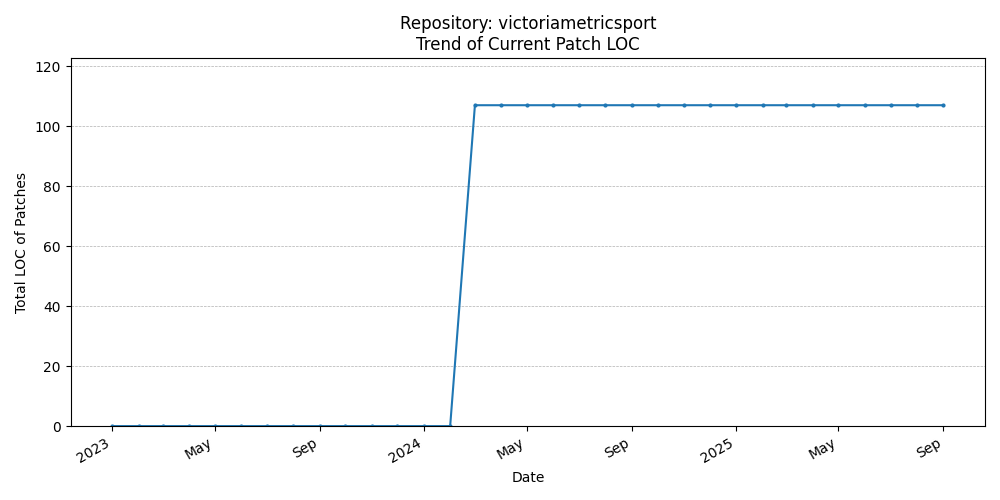 Repository: victoriametricsport
Trend of Current Patch LOC
120
100
80
60
40
20
0
Total LOC of Patches
2023
May
Sep
2024
May
Sep
2025
May
Sep
Date